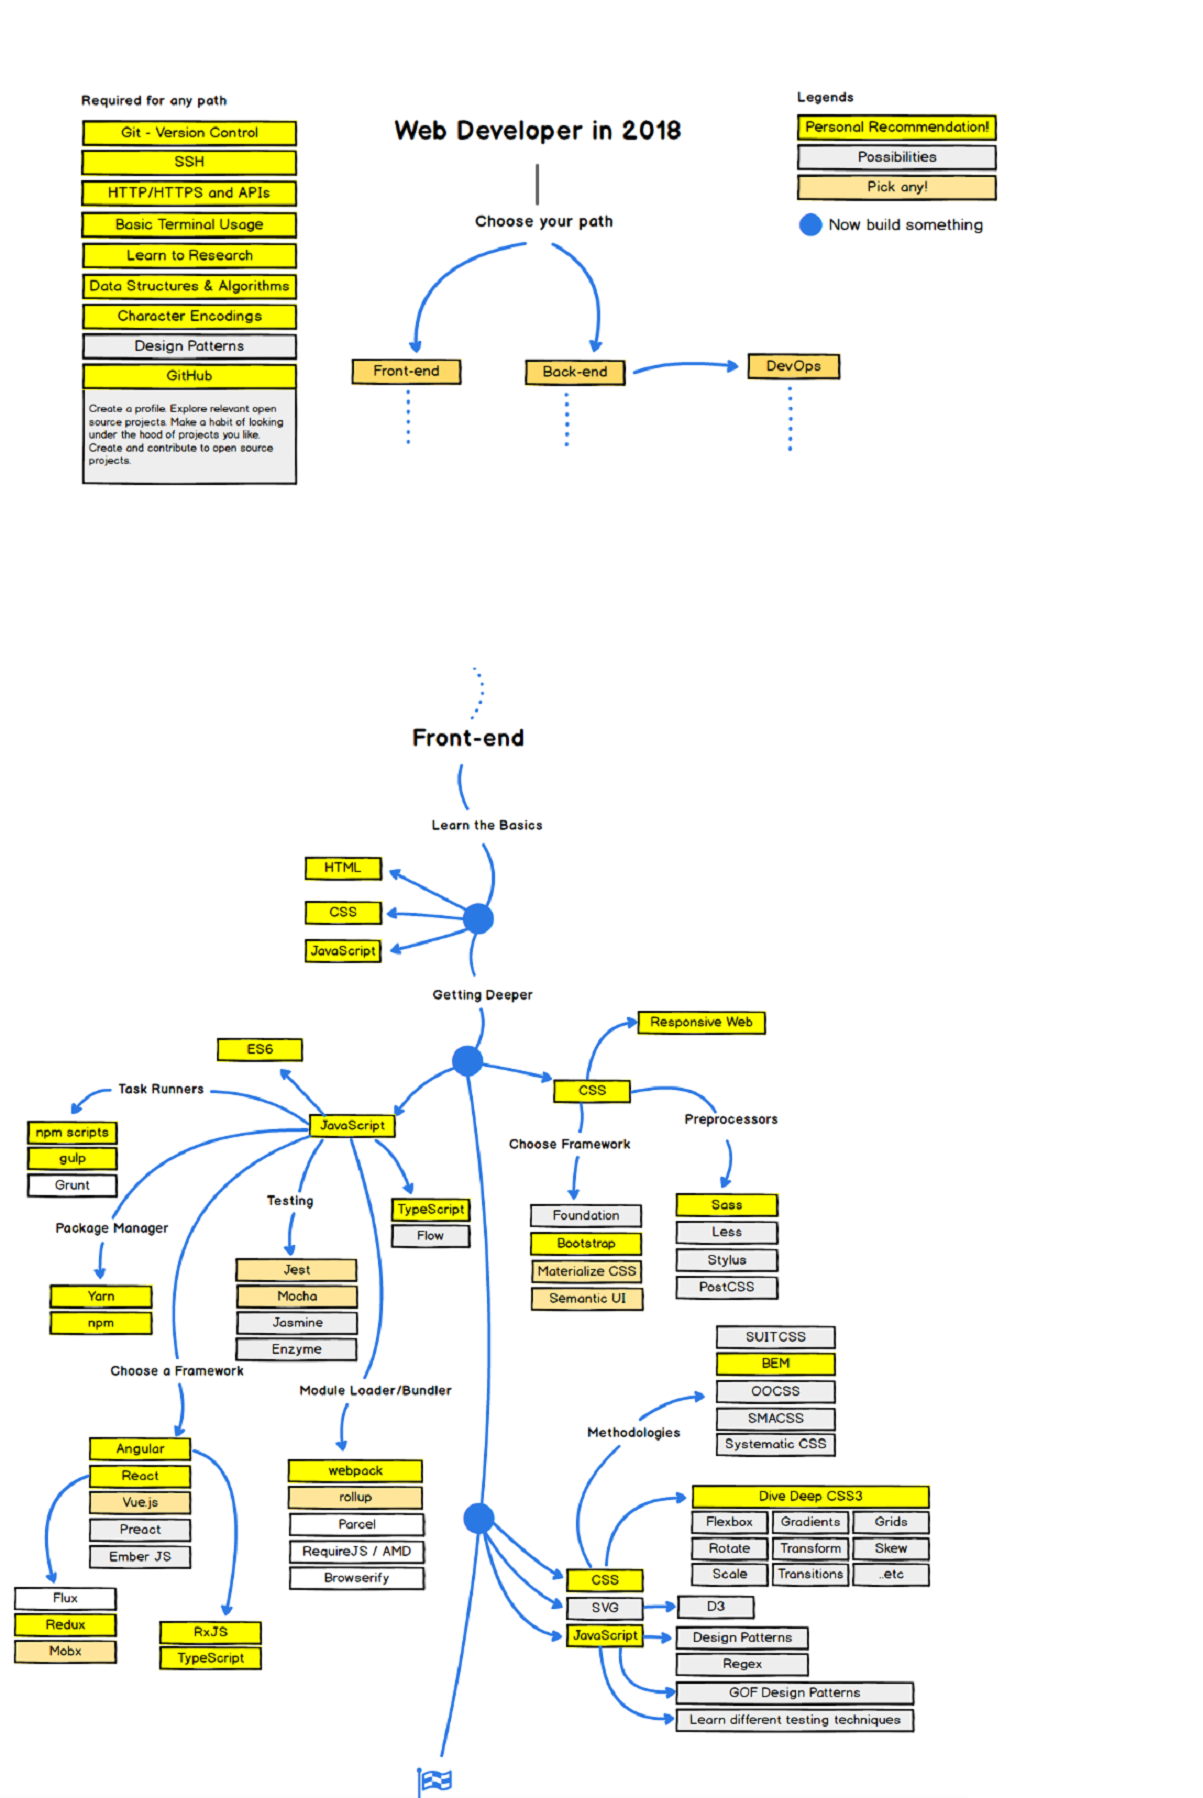 Required for any path
Git - Version Control
SSH
HTTP/HTTPS and APIs
Basic Terminal Usage
Learn to Research
Data Structures & Algorithms
Character Encodings
Design Patterns
GitHub
Create a profile. Explore relevant open
source projects. Make a habit of looking
under the hood of projects you like.
Create and contribute to open source
projects.
Web Developer in 2018
Choose your path
Front-end
Back-end
DevOps
Legends
Personal Recommendation!
Possibilities
Pick any!
Now build something
Front-end
Learn the Basics
HTML
CSS
JavaScript
Getting Deeper
Responsive Web
CSS
Preprocessors
Choose Framework
Sass
Less
Stylus
PostCSS
Foundation
Bootstrap
Materialize CSS
Semantic UI
ES6
Task Runners
JavaScript
npm scripts
gulp
Grunt
Package Manager
Yarn
npm
Testing
Jest
Mocha
Jasmine
Enzyme
TypeScript
Flow
Choose a Framework
Angular
React
Vue.js
Preact
Ember JS
Flux
Redux
Mobx
RxJS
TypeScript
Module Loader/Bundler
webpack
rollup
Parcel
RequireJS / AMD
Browserify
Methodologies
SUITCSS
BEM
OOCSS
SMACSS
Systematic CSS
Dive Deep CSS3
Flexbox Gradients Grids
Rotate Transform Skew
Scale Transitions ..etc
CSS
SVG
D3
JavaScript
Design Patterns
Regex
GOF Design Patterns
Learn different testing techniques